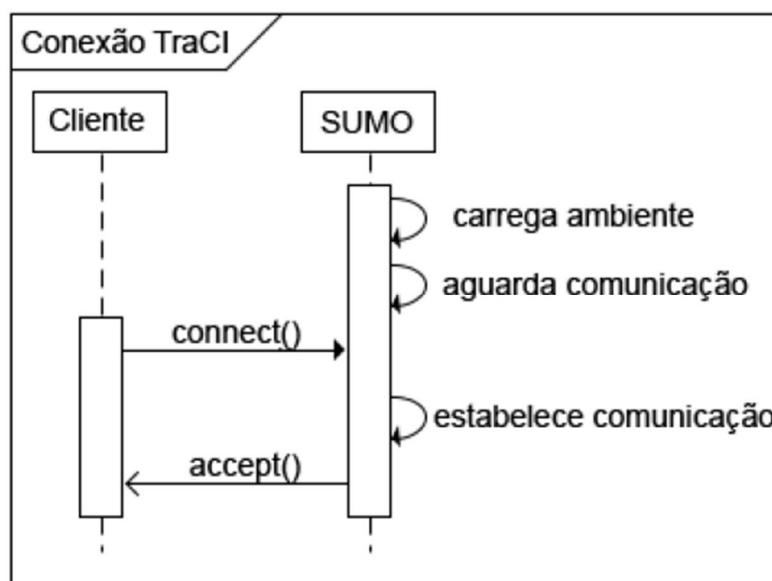 Conexão TraCI
Cliente
SUMO
carrega ambiente
aguarda comunicação
connect()
estabelece comunicação
accept()